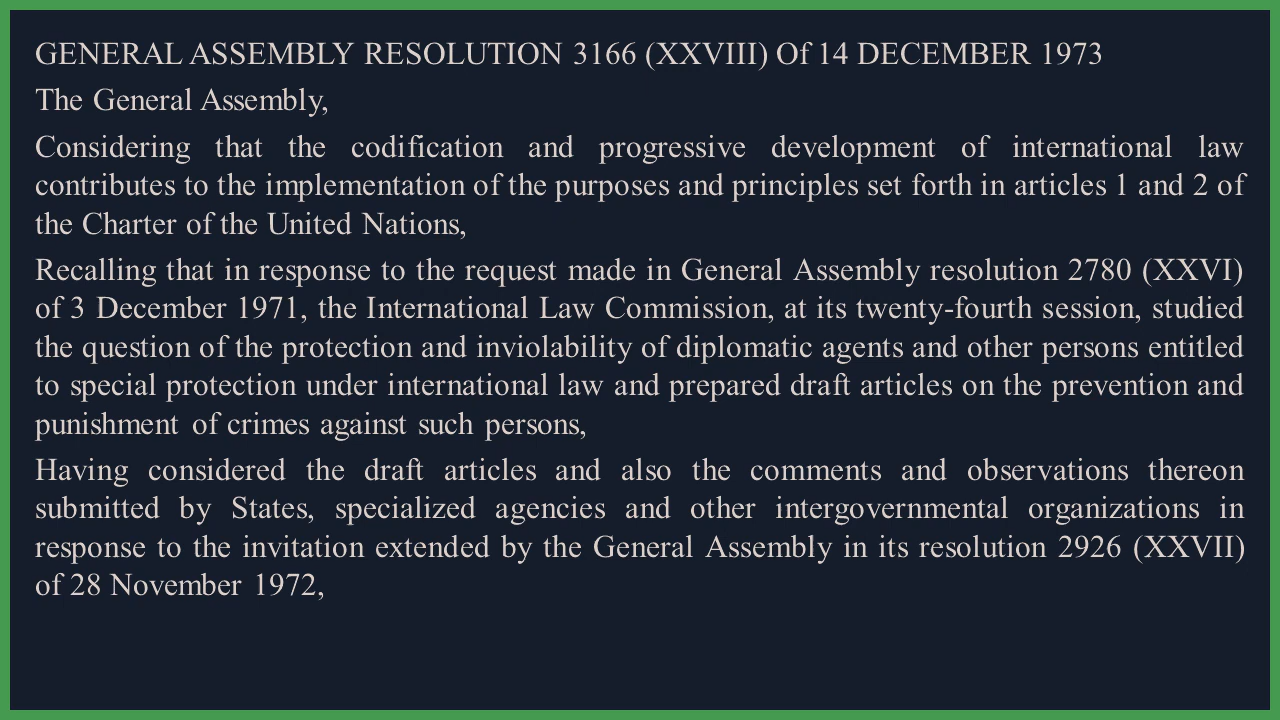 GENERAL ASSEMBLY RESOLUTION 3166 (XXVIII) Of 14 DECEMBER 1973
The General Assembly,
Considering that the codification and progressive development of international law
contributes to the implementation of the purposes and principles set forth in articles 1 and 2 of
the Charter of the United Nations,
Recalling that in response to the request made in General Assembly resolution 2780 (XXVI)
of 3 December 1971, the International Law Commission, at its twenty-fourth session, studied
the question of the protection and inviolability of diplomatic agents and other persons entitled
to special protection under international law and prepared draft articles on the prevention and
punishment of crimes against such persons,
Having considered the draft articles and also the comments and observations thereon
submitted by States, specialized agencies and other intergovernmental organizations in
response to the invitation extended by the General Assembly in its resolution 2926 (XXVII)
of 28 November 1972,